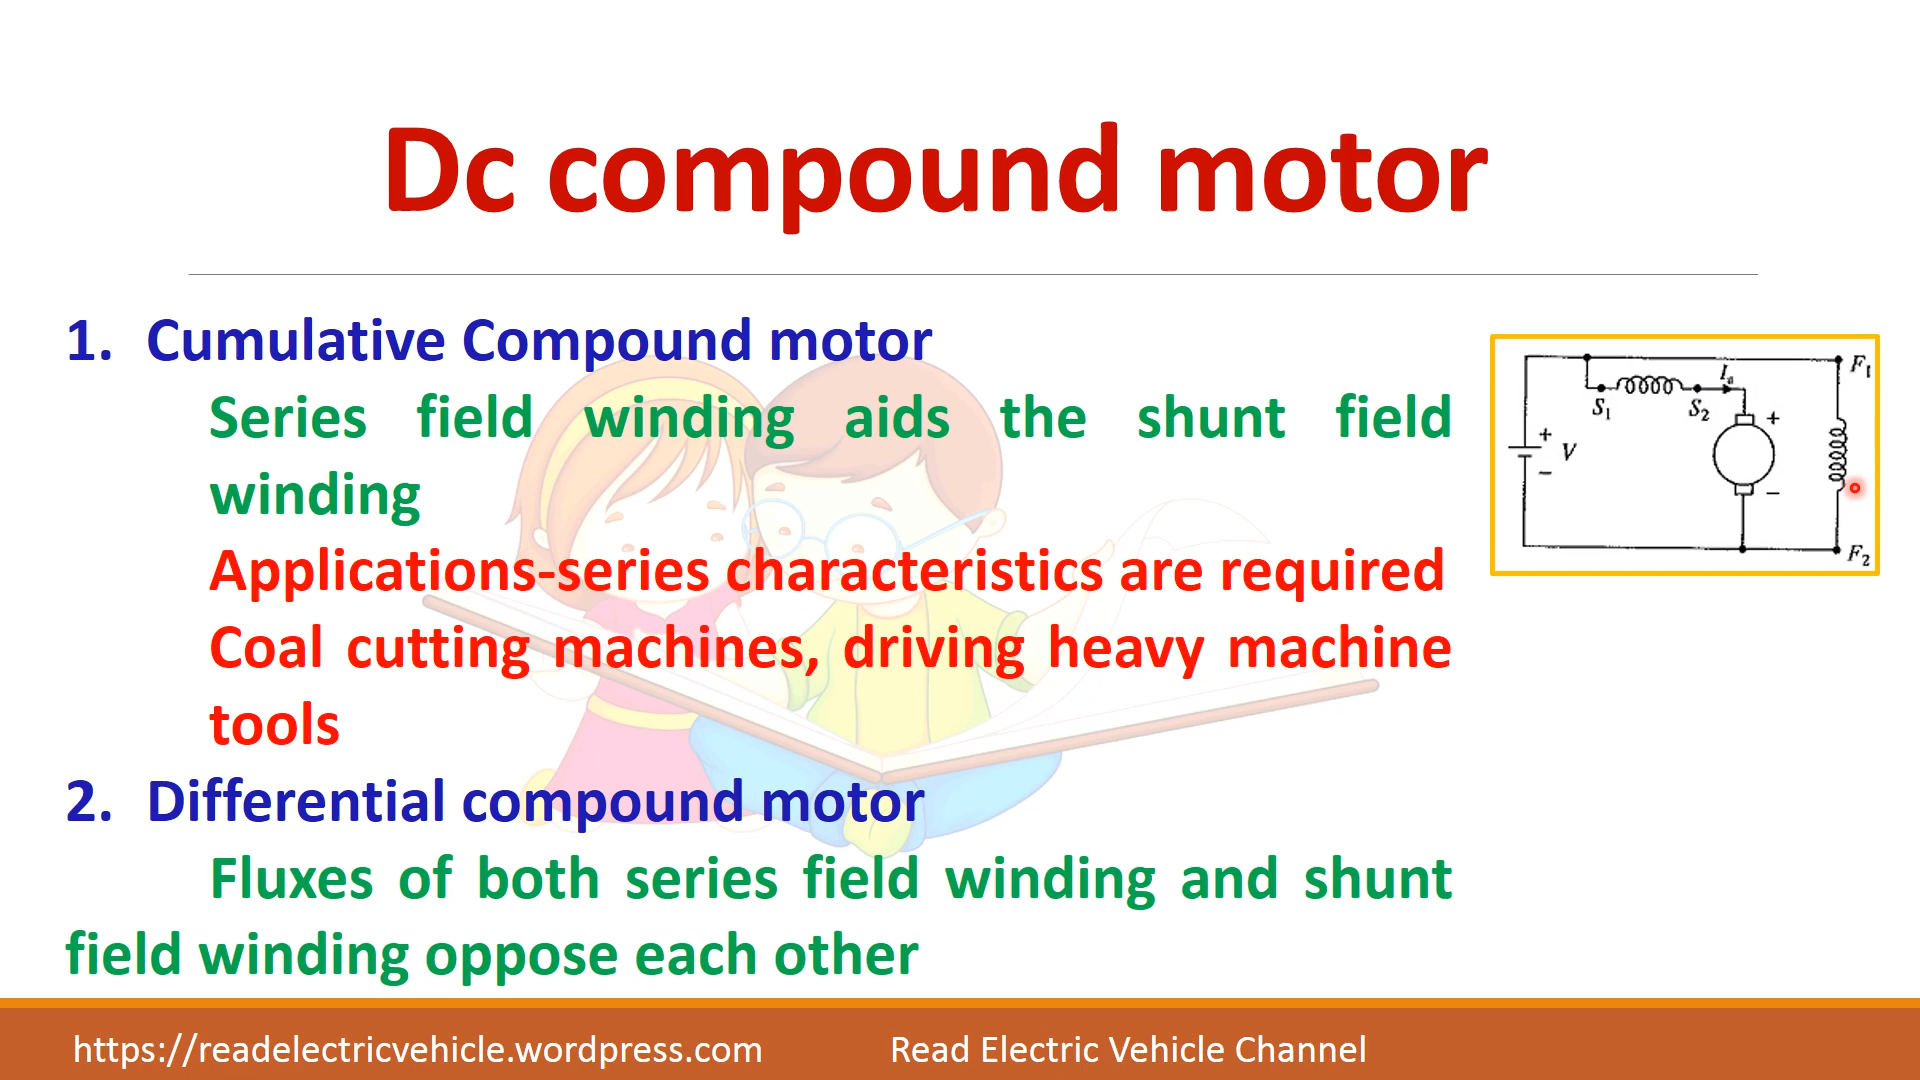 Dc compound motor
1. Cumulative Compound motor
Series field winding aids the shunt field
winding
Applications-series characteristics are required
Coal cutting machines, driving heavy machine
tools
2. Differential compound motor
Fluxes of both series field winding and shunt
field winding oppose each other
F1
Ia
S1
S2
+
+
V
−
−
F2
https://readelectricvehicle.wordpress.com
Read Electric Vehicle Channel